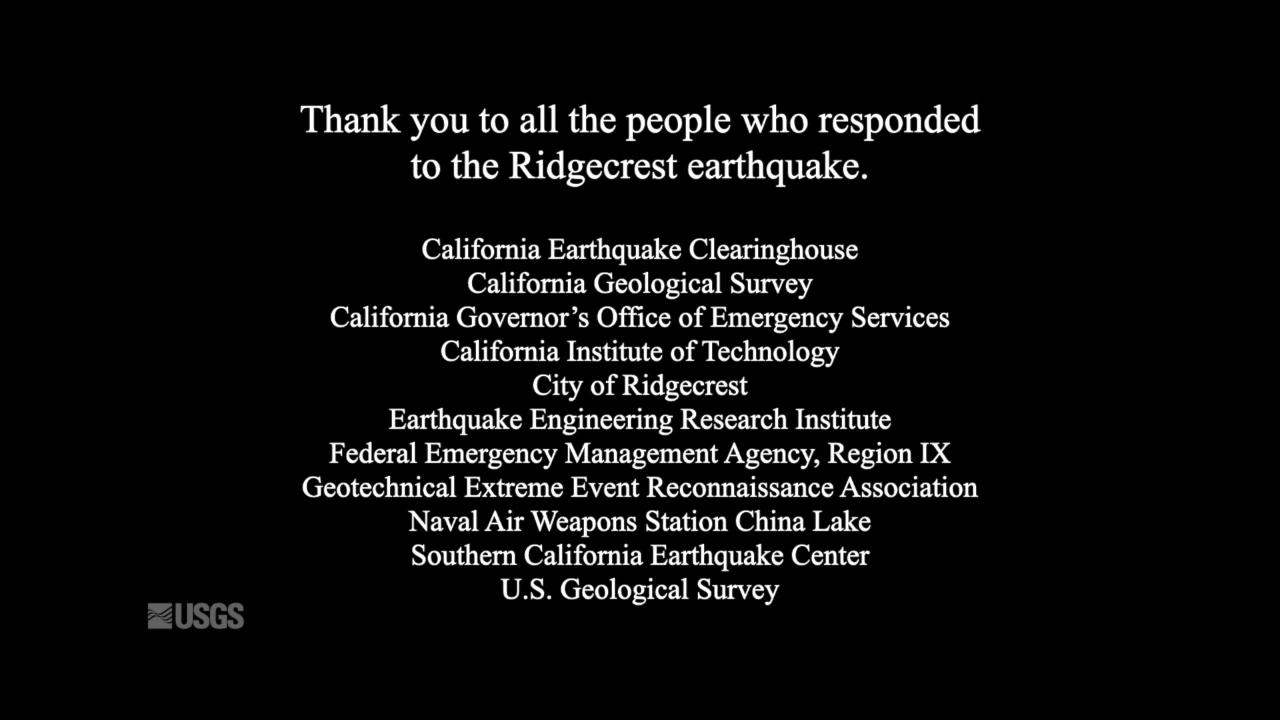 Thank you to all the people who responded
to the Ridgecrest earthquake.
California Earthquake Clearinghouse
California Geological Survey
California Governor’s Office of Emergency Services
California Institute of Technology
City of Ridgecrest
Earthquake Engineering Research Institute
Federal Emergency Management Agency, Region IX
Geotechnical Extreme Event Reconnaissance Association
Naval Air Weapons Station China Lake
Southern California Earthquake Center
U.S. Geological Survey
USGS